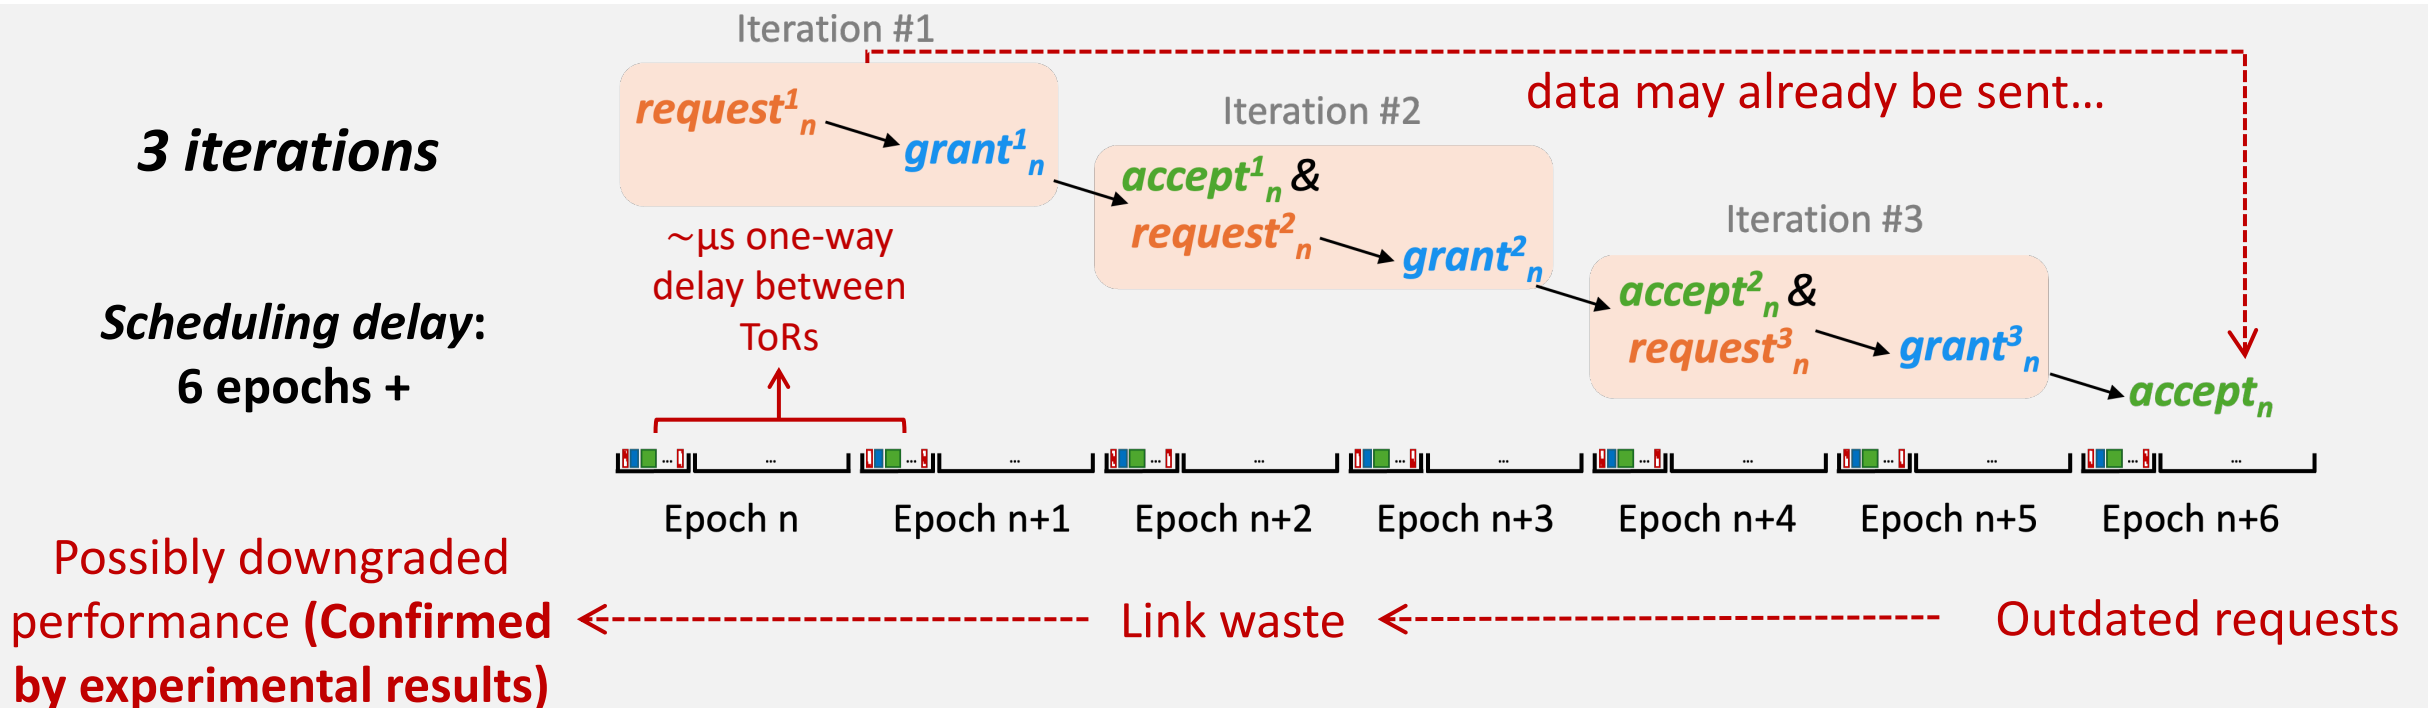 Iteration #1
request¹ₙ
grant¹ₙ
3 iterations
data may already be sent...
Iteration #2
accept¹ₙ &
request²ₙ
grant²ₙ
~μs one-way
delay between
ToRs
Iteration #3
accept²ₙ &
request³ₙ
grant³ₙ
acceptₙ
Scheduling delay:
6 epochs +
... ... ... ... ... ... ... ... ... ... ... ... ... ...
Epoch n Epoch n+1 Epoch n+2 Epoch n+3 Epoch n+4 Epoch n+5 Epoch n+6
Possibly downgraded
performance (Confirmed
by experimental results)
Link waste
Outdated requests